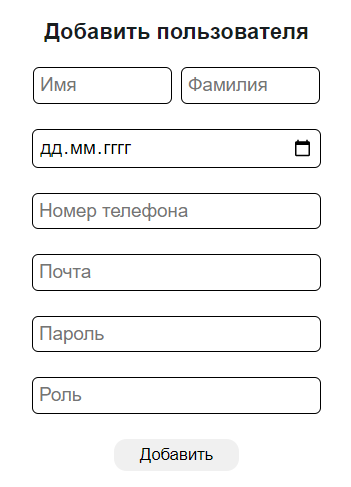 Добавить пользователя
Имя Фамилия
дд.мм.гггг
Номер телефона
Почта
Пароль
Роль
Добавить